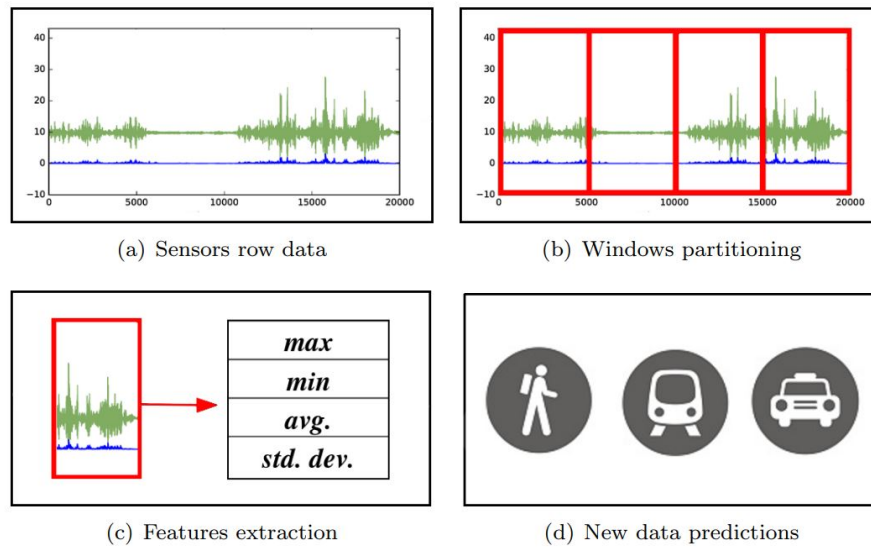 40
30
20
10
0
−10
0 5000 10000 15000 20000
(a) Sensors row data
40
30
20
10
0
−10
0 5000 10000 15000 20000
(b) Windows partitioning
max
min
avg.
std. dev.
(c) Features extraction
(d) New data predictions